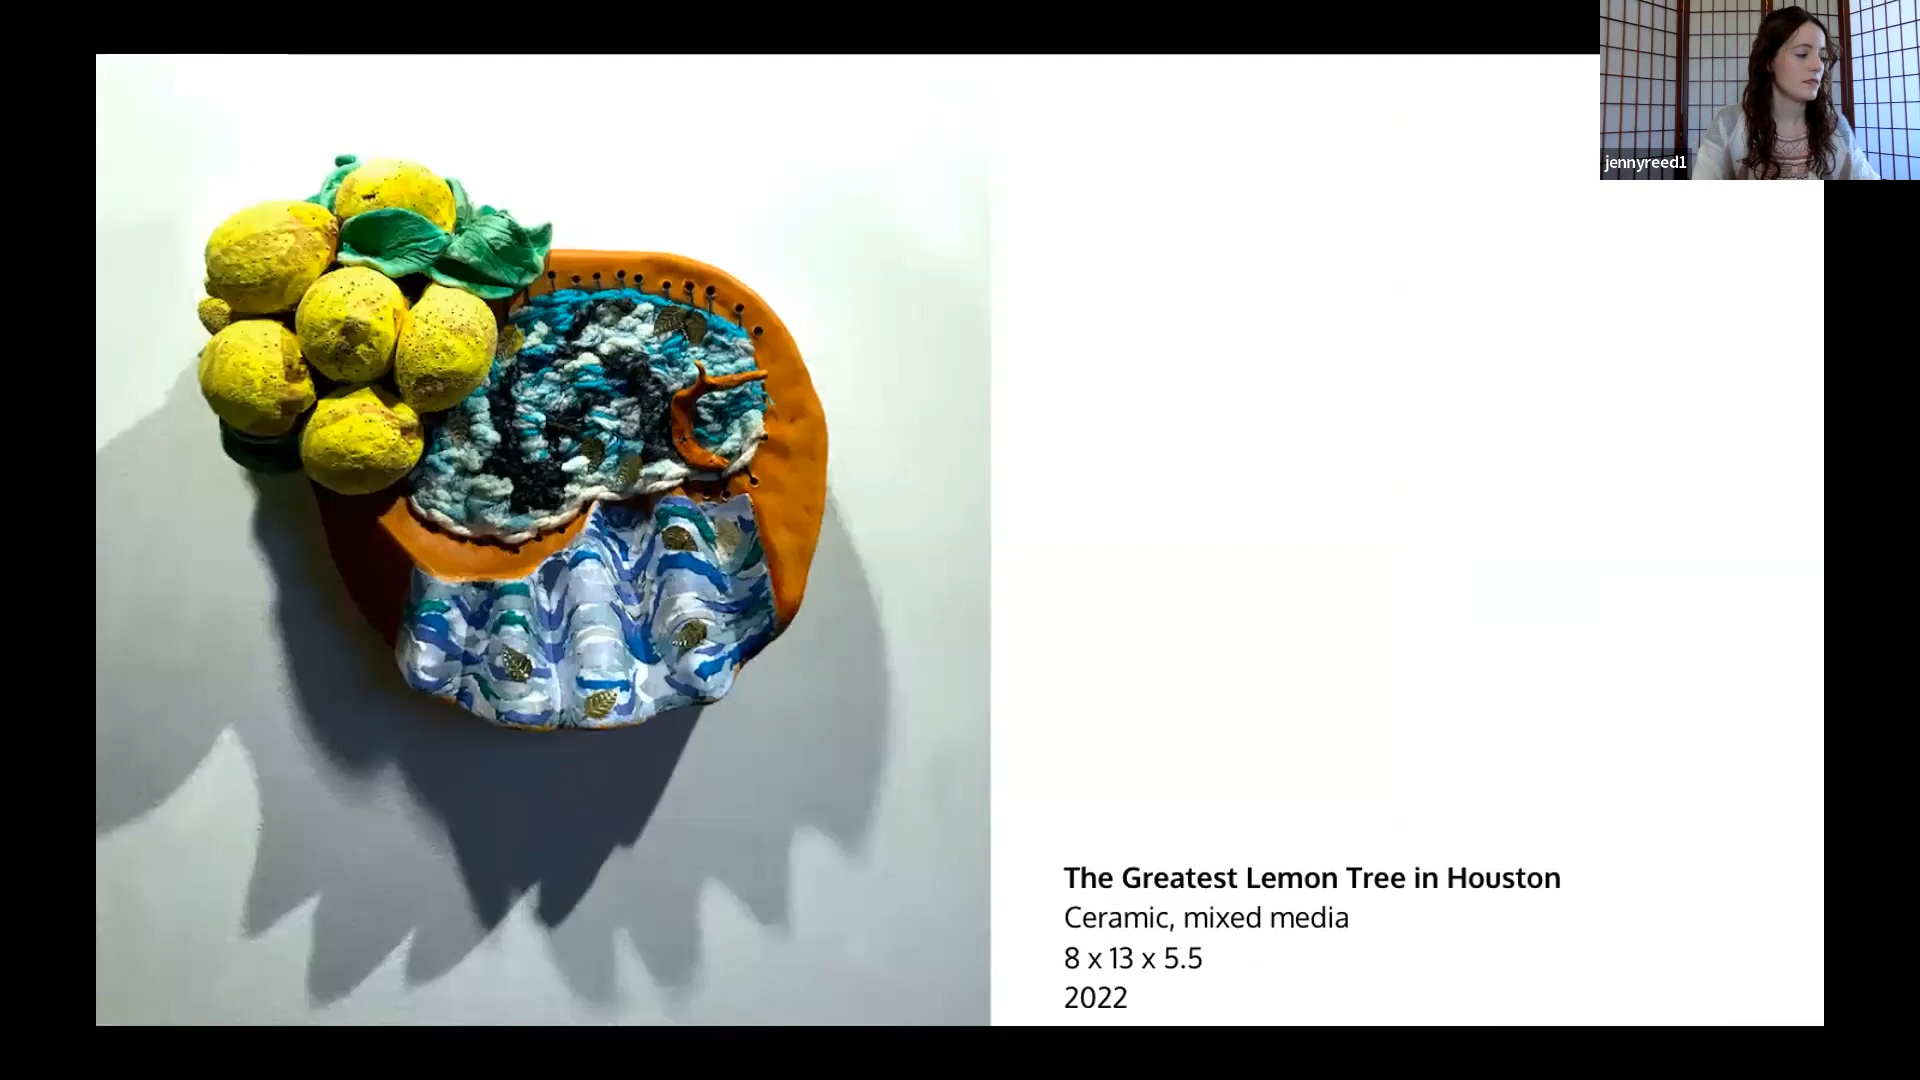 jennyreed1
The Greatest Lemon Tree in Houston
Ceramic, mixed media
8 x 13 x 5.5
2022